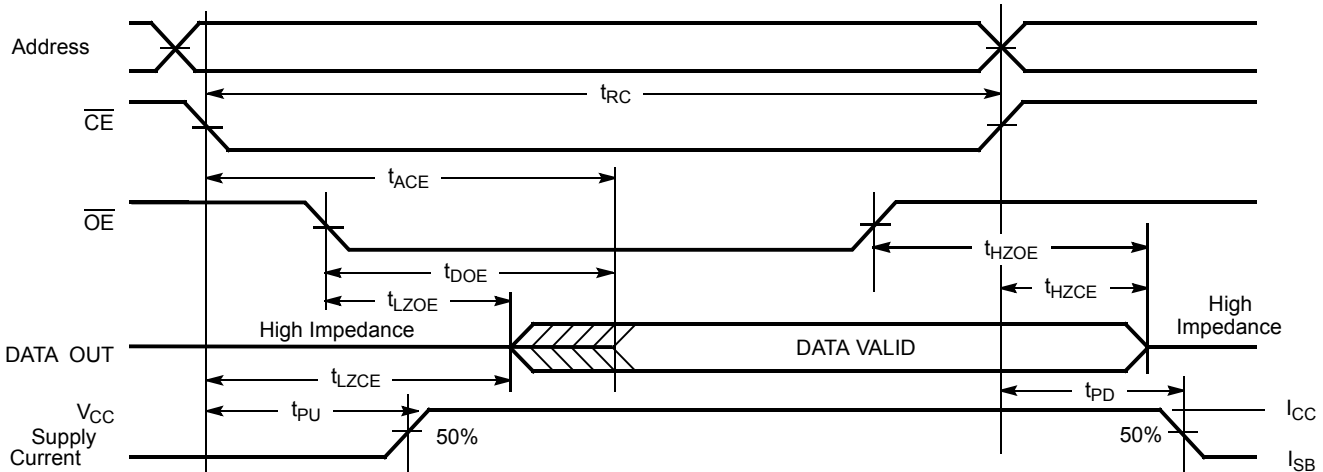 Address
tRC
CE
tACE
OE
tHZOE
tDOE
tLZOE
tHZCE
High
Impedance
High Impedance
DATA OUT
DATA VALID
tLZCE
VCC
Supply
Current
tPU
50%
tPD
50%
ICC
ISB